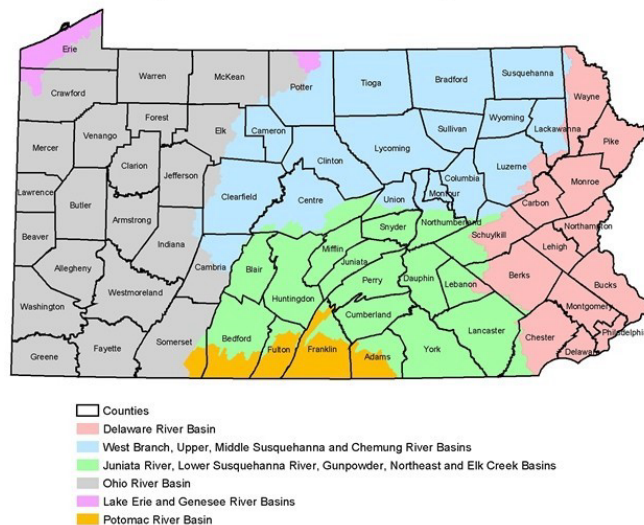 Erie
Crawford
Warren
McKean
Potter
Tioga
Bradford
Susquehanna
Wayne
Forest
Elk
Cameron
Sullivan
Wyoming
Lackawanna
Pike
Mercer
Venango
Clarion
Jefferson
Clinton
Lycoming
Columbia
Luzerne
Monroe
Lawrence
Butler
Armstrong
Clearfield
Centre
Union
Montour
Carbon
Northumberland
Northampton
Snyder
Schuylkill
Beaver
Indiana
Mifflin
Juniata
Lehigh
Allegheny
Cambria
Blair
Huntingdon
Perry
Dauphin
Lebanon
Berks
Bucks
Westmoreland
Montgomery
Washington
Cumberland
Lancaster
Philadelphia
Somerset
Bedford
Fulton
Franklin
Adams
York
Chester
Delaware
Greene
Fayette
Counties
Delaware River Basin
West Branch, Upper, Middle Susquehanna and Chemung River Basins
Juniata River, Lower Susquehanna River, Gunpowder, Northeast and Elk Creek Basins
Ohio River Basin
Lake Erie and Genesee River Basins
Potomac River Basin